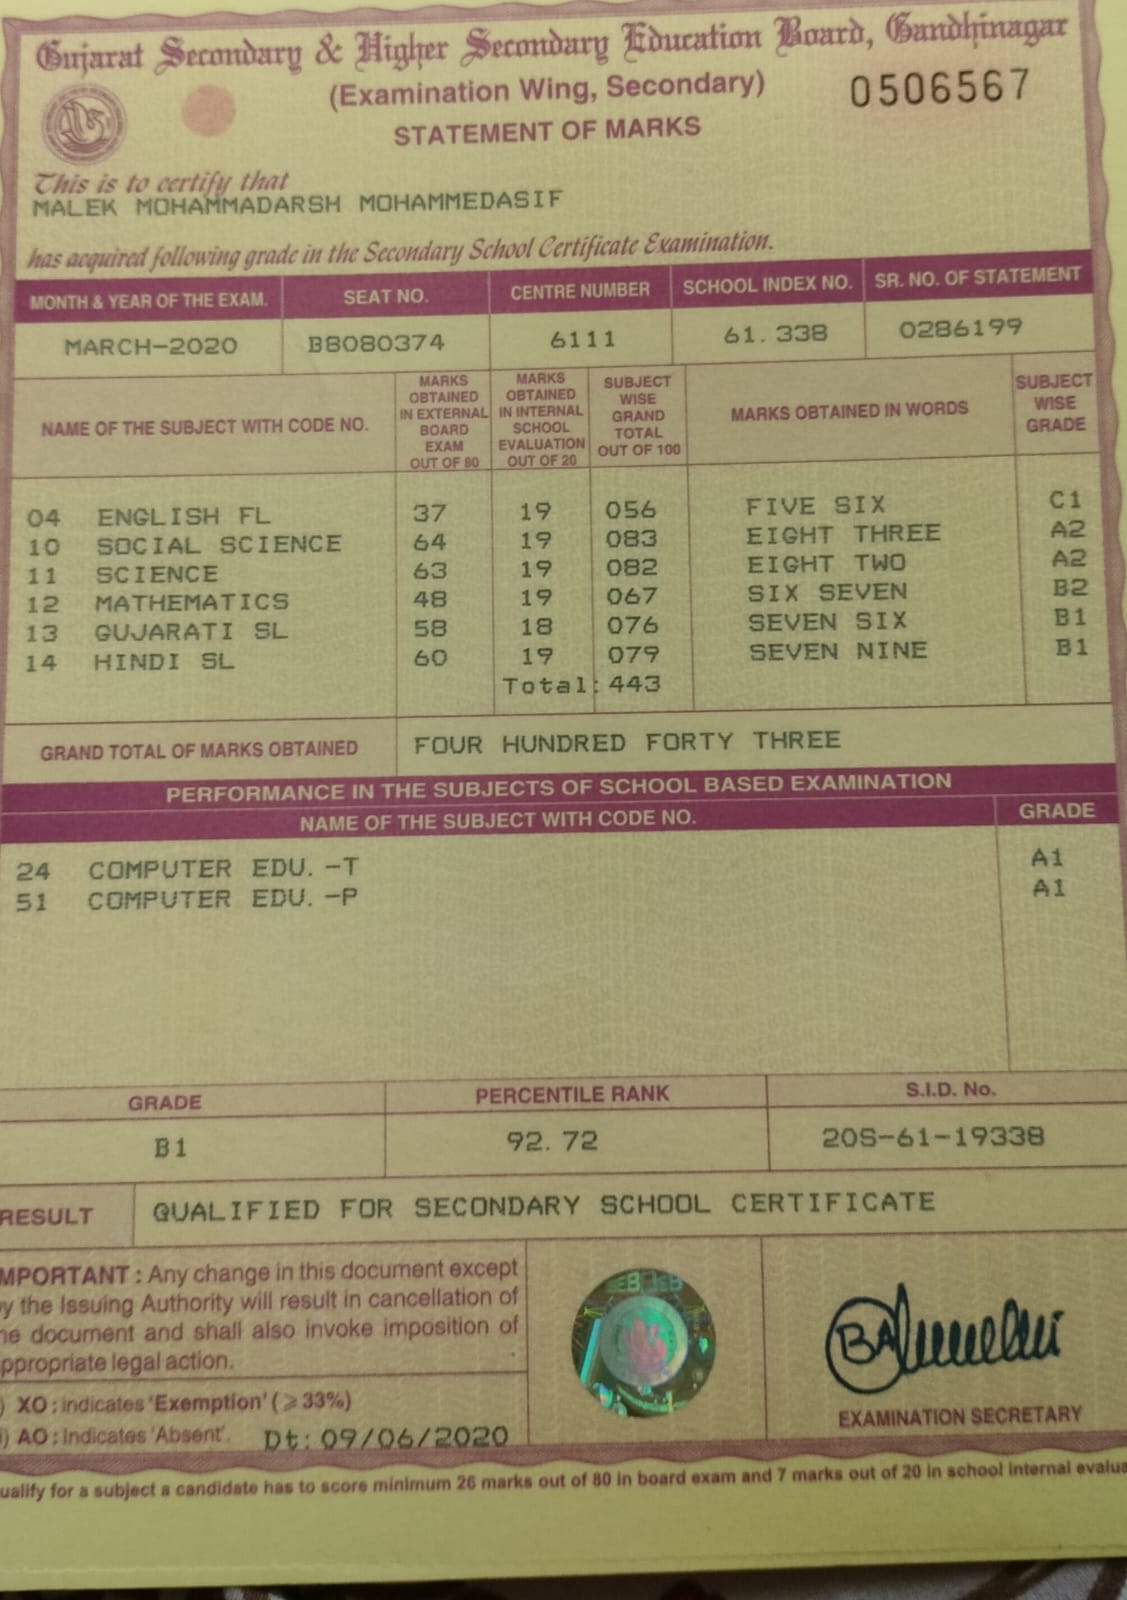 Gujarat Secondary & Higher Secondary Education Board, Gandhinagar
(Examination Wing, Secondary)
0506567
STATEMENT OF MARKS
This is to certify that
MALEK MOHAMMADARSH MOHAMMEDASIF
has acquired following grade in the Secondary School Certificate Examination.
MONTH & YEAR OF THE EXAM. SEAT NO. CENTRE NUMBER SCHOOL INDEX NO. SR. NO. OF STATEMENT
MARCH-2020 B8080374 6111 61.338 0286199
NAME OF THE SUBJECT WITH CODE NO. MARKS OBTAINED IN EXTERNAL BOARD EXAM OUT OF 80 MARKS OBTAINED IN INTERNAL SCHOOL EVALUATION OUT OF 20 SUBJECT WISE GRAND TOTAL OUT OF 100 MARKS OBTAINED IN WORDS SUBJECT WISE GRADE
04 ENGLISH FL 37 19 056 FIVE SIX C1
10 SOCIAL SCIENCE 64 19 083 EIGHT THREE A2
11 SCIENCE 63 19 082 EIGHT TWO A2
12 MATHEMATICS 48 19 067 SIX SEVEN B2
13 GUJARATI SL 58 18 076 SEVEN SIX B1
14 HINDI SL 60 19 079 SEVEN NINE B1
Total: 443
GRAND TOTAL OF MARKS OBTAINED FOUR HUNDRED FORTY THREE
PERFORMANCE IN THE SUBJECTS OF SCHOOL BASED EXAMINATION
NAME OF THE SUBJECT WITH CODE NO. GRADE
24 COMPUTER EDU. -T A1
51 COMPUTER EDU. -P A1
GRADE PERCENTILE RANK S.I.D. No.
B1 92.72 20S-61-19338
RESULT QUALIFIED FOR SECONDARY SCHOOL CERTIFICATE
MPORTANT : Any change in this document except
y the Issuing Authority will result in cancellation of
he document and shall also invoke imposition of
ppropriate legal action.
) XO : indicates 'Exemption' (⩾ 33%)
i) AO : Indicates 'Absent'. Dt: 09/06/2020
EXAMINATION SECRETARY
ualify for a subject a candidate has to score minimum 26 marks out of 80 in board exam and 7 marks out of 20 in school internal evalua